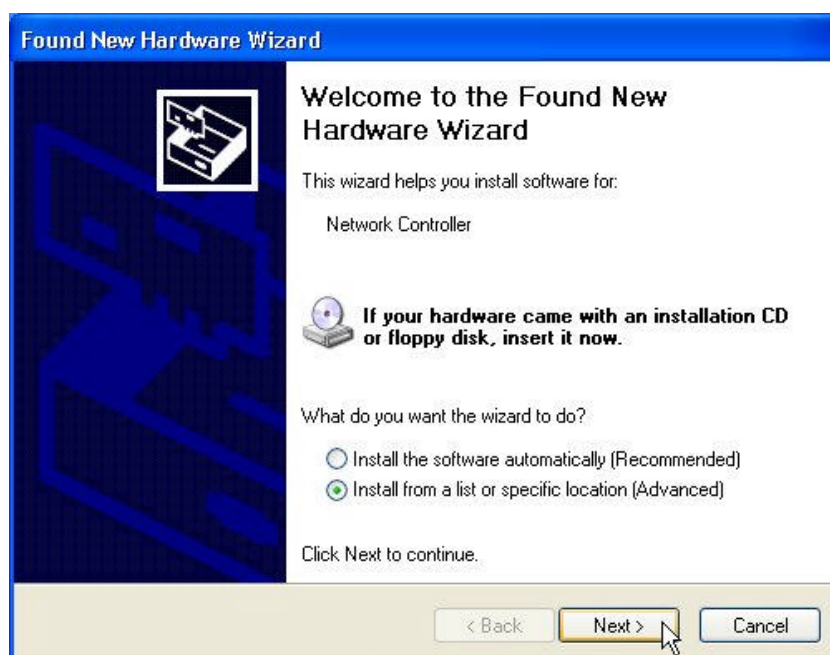 Found New Hardware Wizard
Welcome to the Found New
Hardware Wizard
This wizard helps you install software for:
Network Controller
If your hardware came with an installation CD
or floppy disk, insert it now.
What do you want the wizard to do?
Install the software automatically (Recommended)
Install from a list or specific location (Advanced)
Click Next to continue.
< Back Next > Cancel